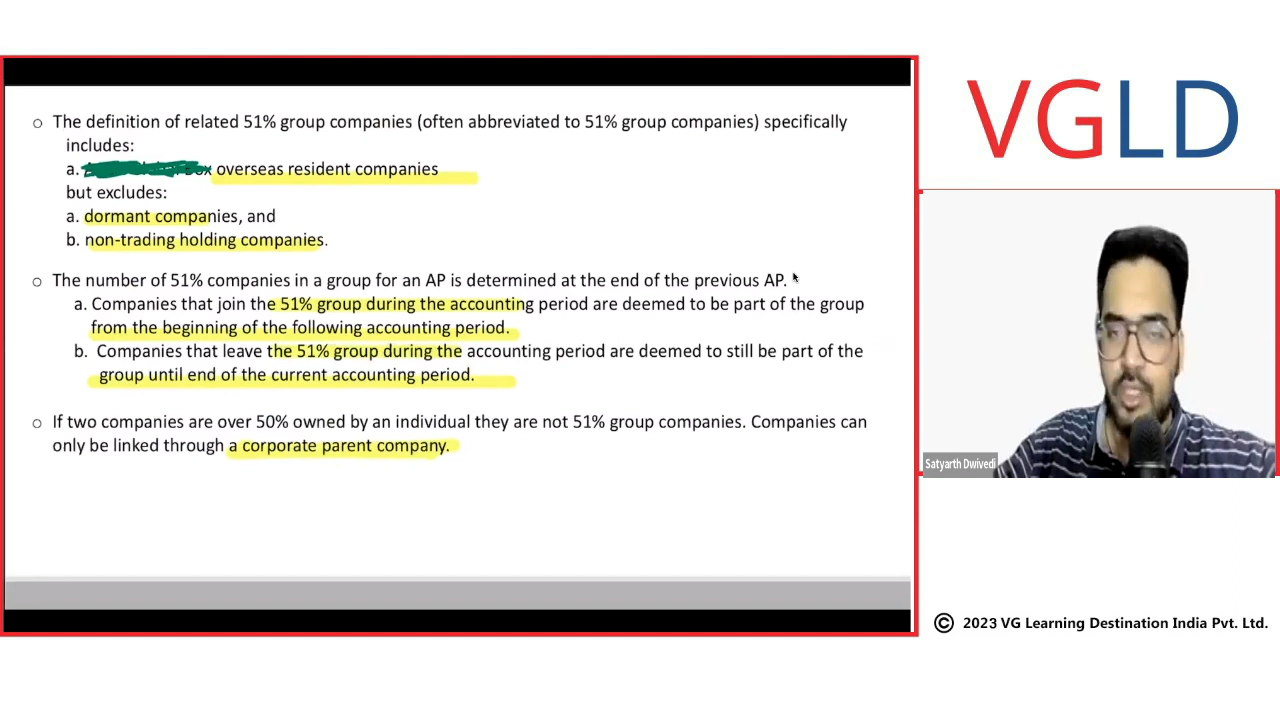 The definition of related 51% group companies (often abbreviated to 51% group companies) specifically
includes:
a. overseas resident companies
but excludes:
a. dormant companies, and
b. non-trading holding companies.
The number of 51% companies in a group for an AP is determined at the end of the previous AP.
a. Companies that join the 51% group during the accounting period are deemed to be part of the group
from the beginning of the following accounting period.
b. Companies that leave the 51% group during the accounting period are deemed to still be part of the
group until end of the current accounting period.
If two companies are over 50% owned by an individual they are not 51% group companies. Companies can
only be linked through a corporate parent company.
VGLD
Satyarth Dwivedi
© 2023 VG Learning Destination India Pvt. Ltd.